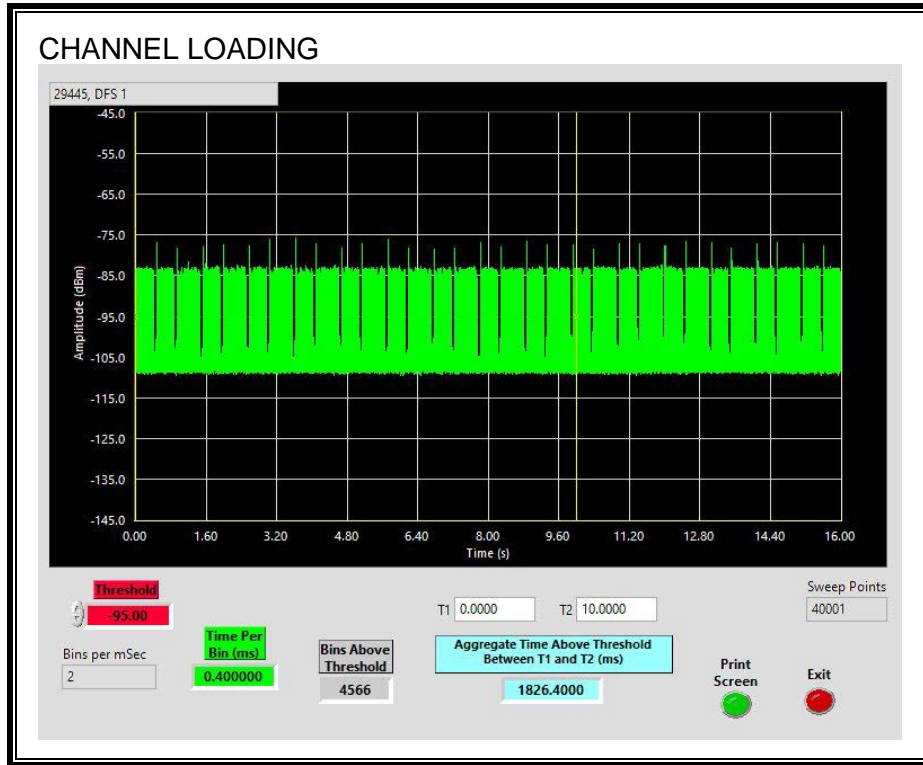 CHANNEL LOADING
29445, DFS 1
-45.0
-55.0
-65.0
-75.0
-85.0
-95.0
-105.0
-115.0
-125.0
-135.0
-145.0
Amplitude (dBm)
0.00 1.60 3.20 4.80 6.40 8.00 9.60 11.20 12.80 14.40 16.00
Time (s)
Threshold
-95.00
Bins per mSec
2
Time Per
Bin (ms)
0.400000
Bins Above
Threshold
4566
T1 0.0000 T2 10.0000
Aggregate Time Above Threshold
Between T1 and T2 (ms)
1826.4000
Sweep Points
40001
Print
Screen
Exit